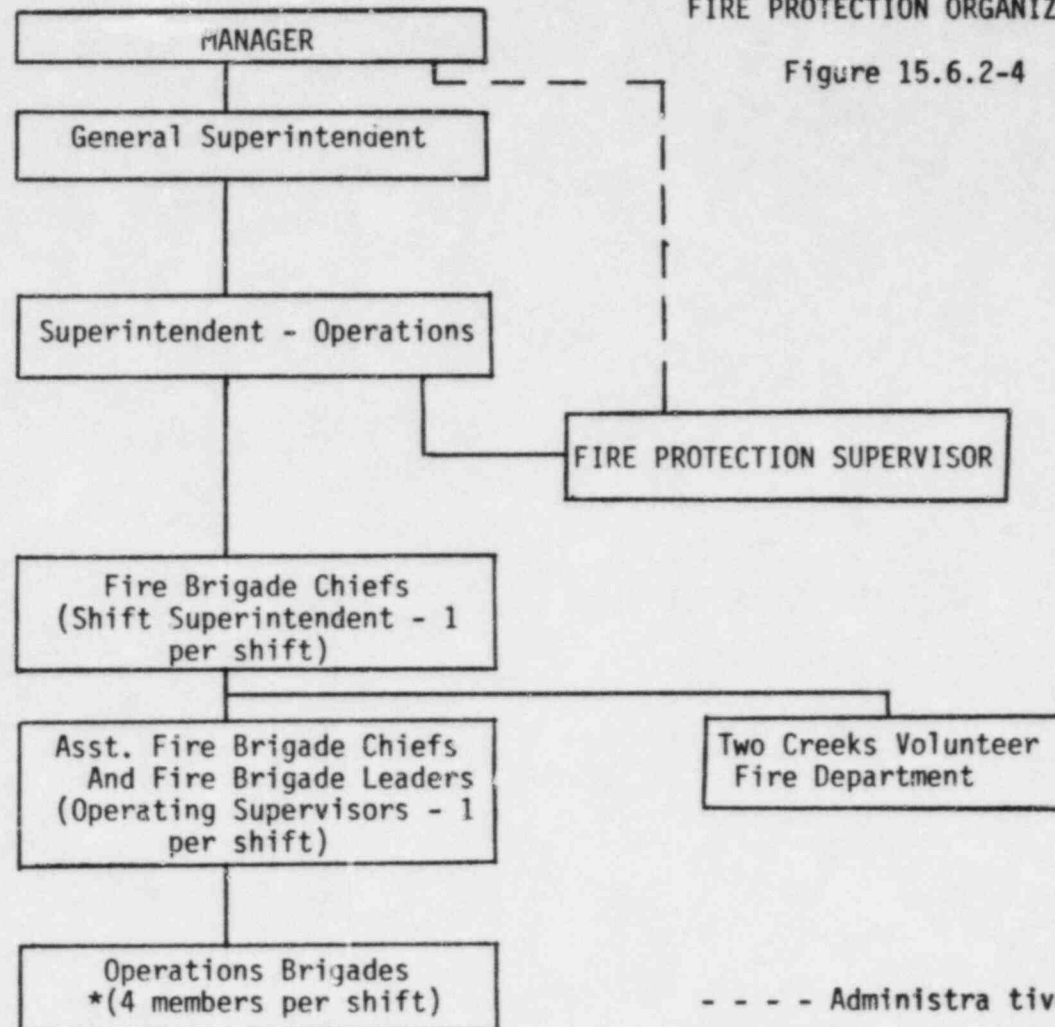 FIRE PROTECTION ORGANIZ
Figure 15.6.2-4
MANAGER
General Superintendent
Superintendent - Operations
FIRE PROTECTION SUPERVISOR
Fire Brigade Chiefs
(Shift Superintendent - 1
per shift)
Asst. Fire Brigade Chiefs
And Fire Brigade Leaders
(Operating Supervisors - 1
per shift)
Two Creeks Volunteer
Fire Department
Operations Brigades
*(4 members per shift)
- - - - Administra tiv